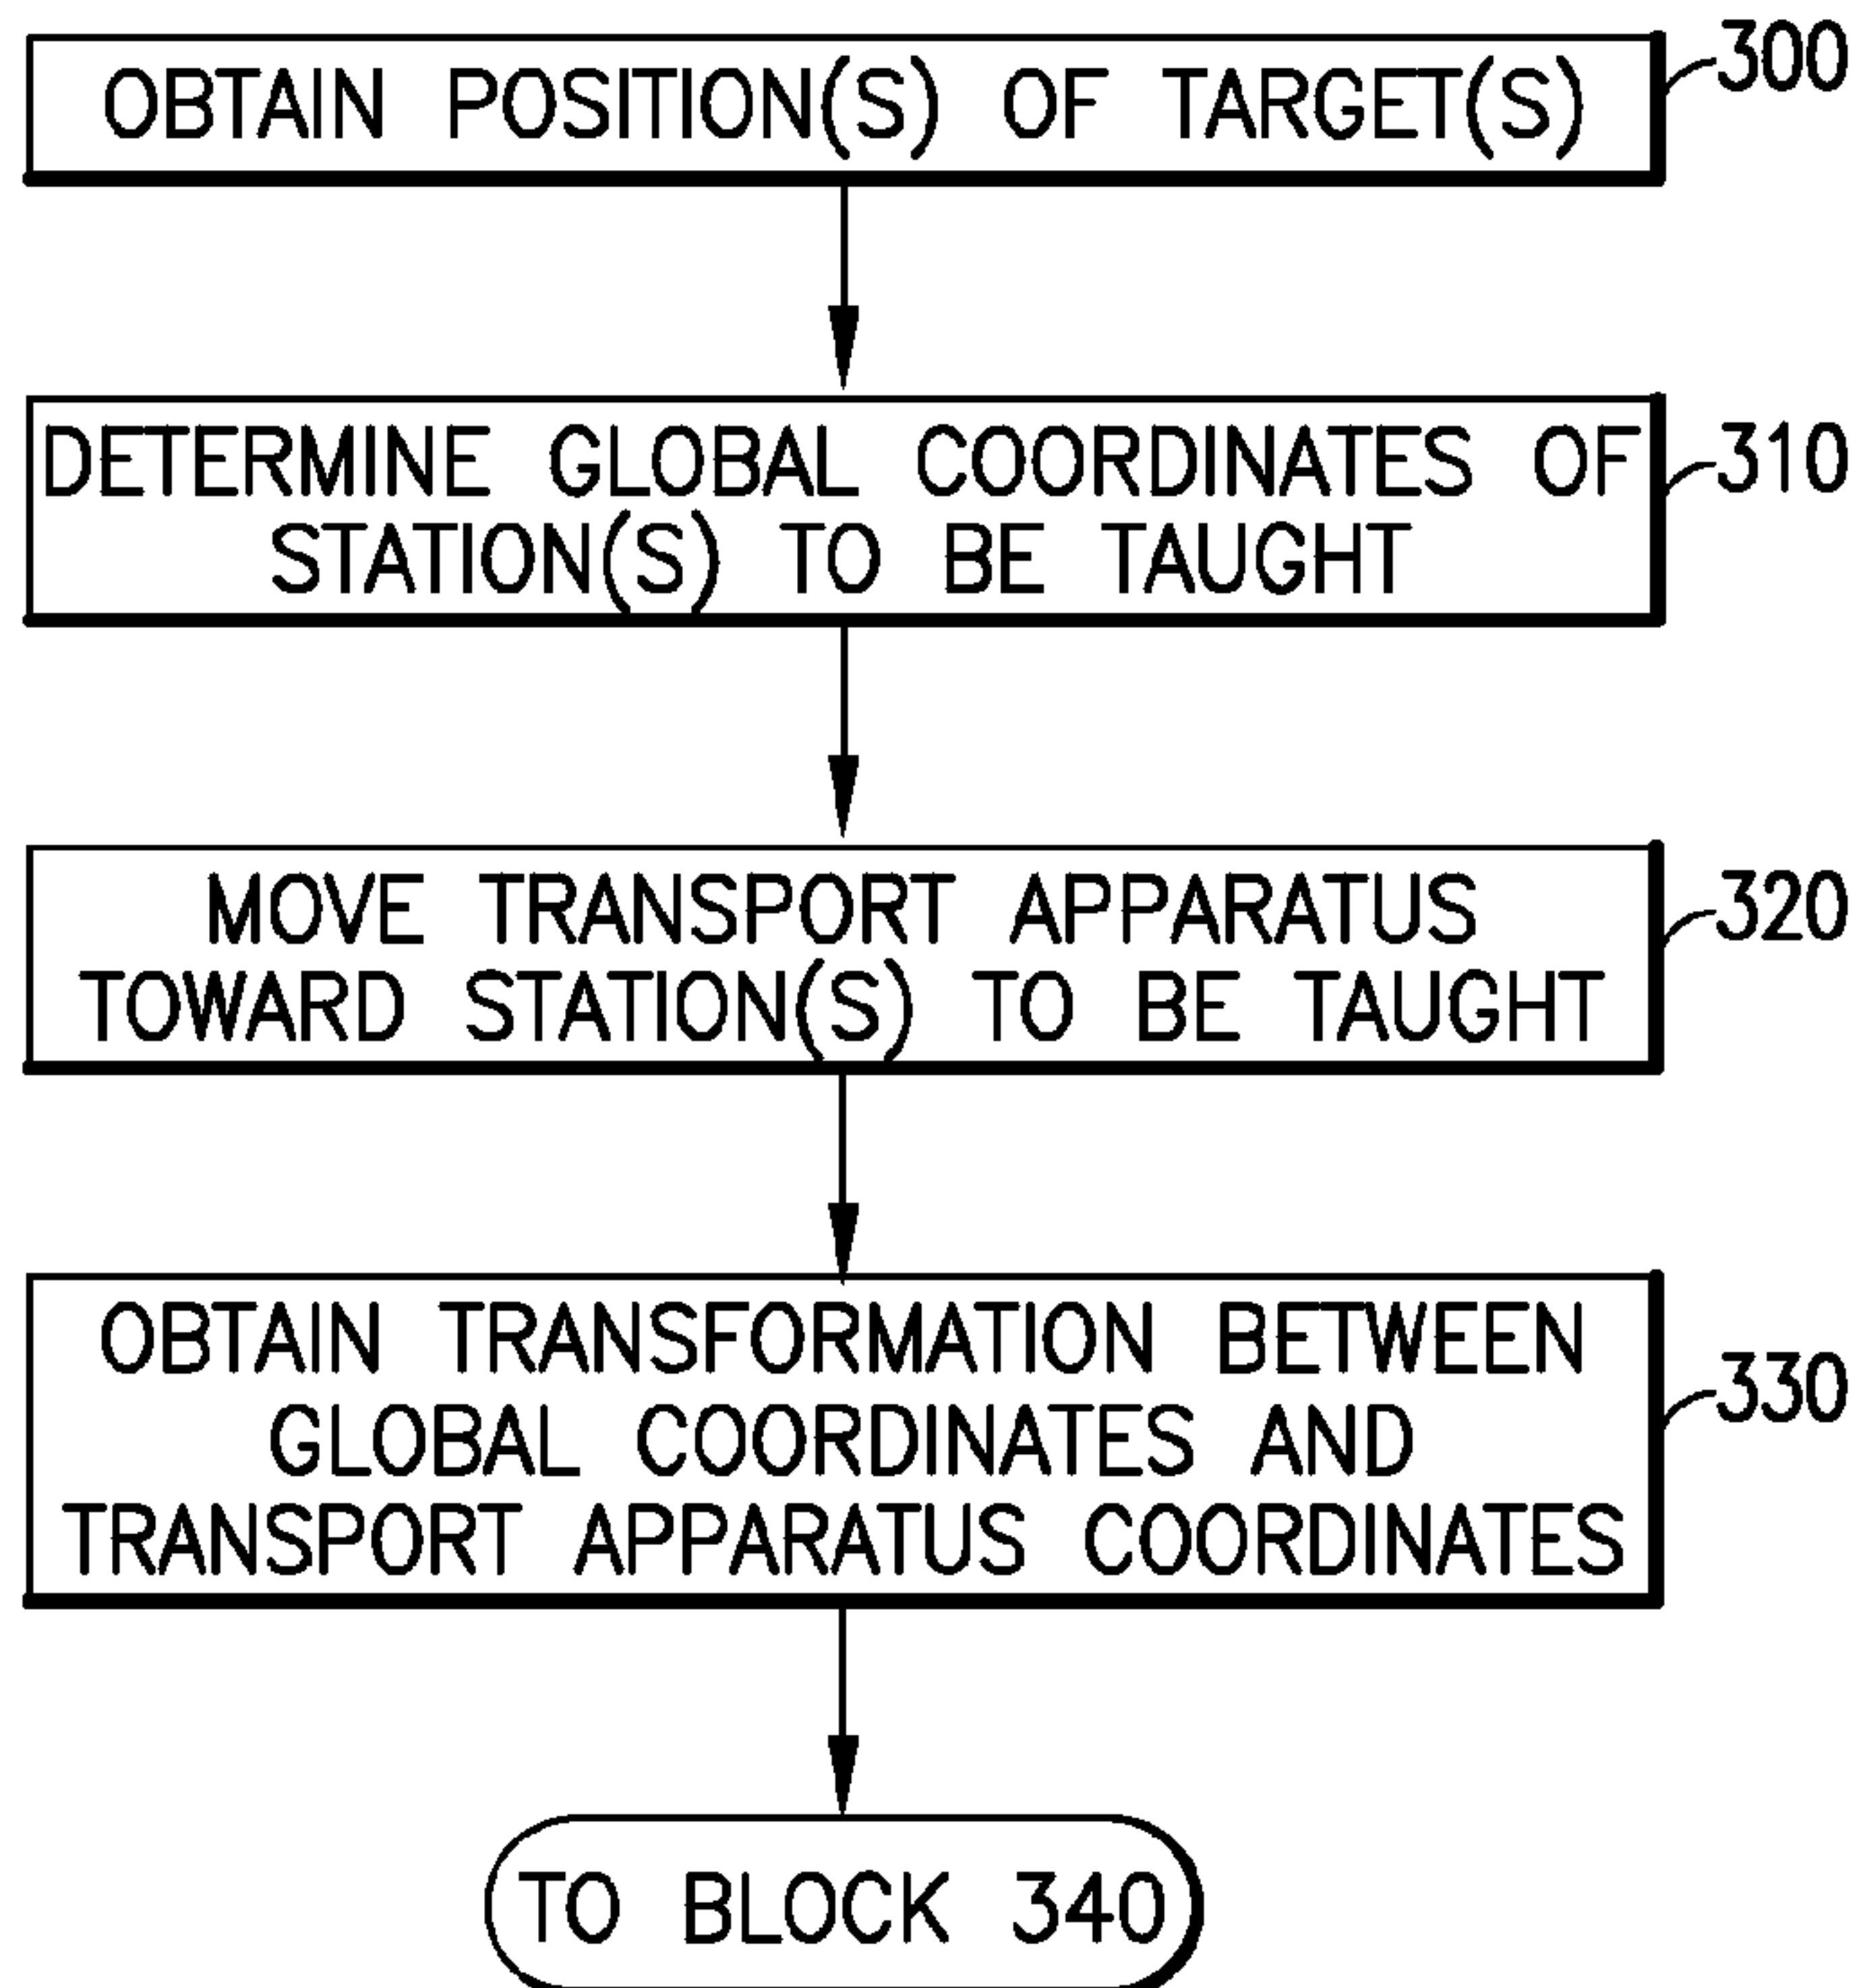 OBTAIN POSITION(S) OF TARGET(S)
300
DETERMINE GLOBAL COORDINATES OF
STATION(S) TO BE TAUGHT
310
MOVE TRANSPORT APPARATUS
TOWARD STATION(S) TO BE TAUGHT
320
OBTAIN TRANSFORMATION BETWEEN
GLOBAL COORDINATES AND
TRANSPORT APPARATUS COORDINATES
330
TO BLOCK 340